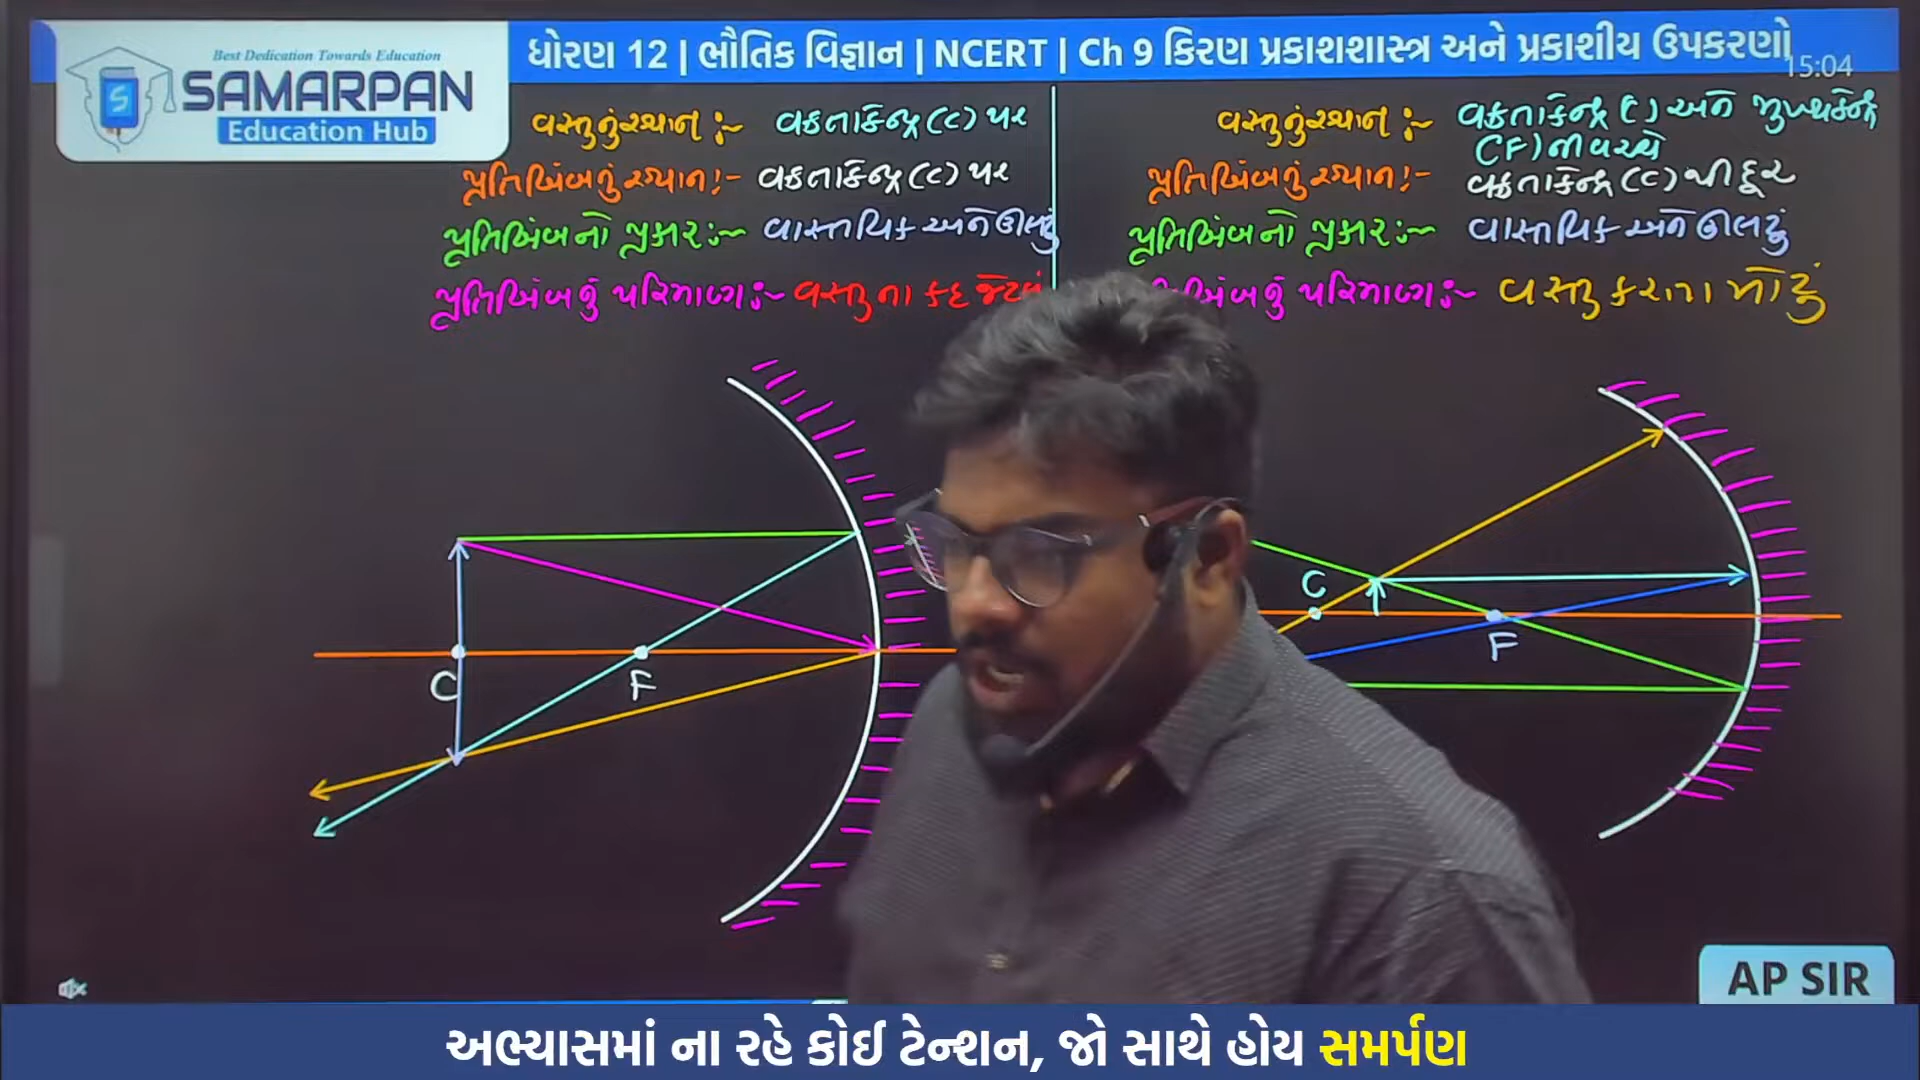 Best Dedication Towards Education
SAMARPAN
Education Hub
ધોરણ 12 | ભૌતિક વિજ્ઞાન | NCERT | Ch 9 કિરણ પ્રકાશશાસ્ત્ર અને પ્રકાશીય ઉપકરણો
15:04
વસ્તુનું સ્થાન :- વક્રતાકેન્દ્ર (C) પર
પ્રતિબિંબનું સ્થાન :- વક્રતાકેન્દ્ર (C) પર
પ્રતિબિંબનો પ્રકાર :- વાસ્તવિક અને ઊલટું
પ્રતિબિંબનું પરિમાણ :- વસ્તુના કદ જેટલું
વસ્તુનું સ્થાન :- વક્રતાકેન્દ્ર (C) અને મુખ્યકેન્દ્ર
(F) ની વચ્ચે
પ્રતિબિંબનું સ્થાન :- વક્રતાકેન્દ્ર (C) થી દૂર
પ્રતિબિંબનો પ્રકાર :- વાસ્તવિક અને ઊલટું
પરિમાણ :- વસ્તુ કરતા મોટું
C
F
C
F
AP SIR
અભ્યાસમાં ના રહે કોઈ ટેન્શન, જો સાથે હોય સમર્પણ